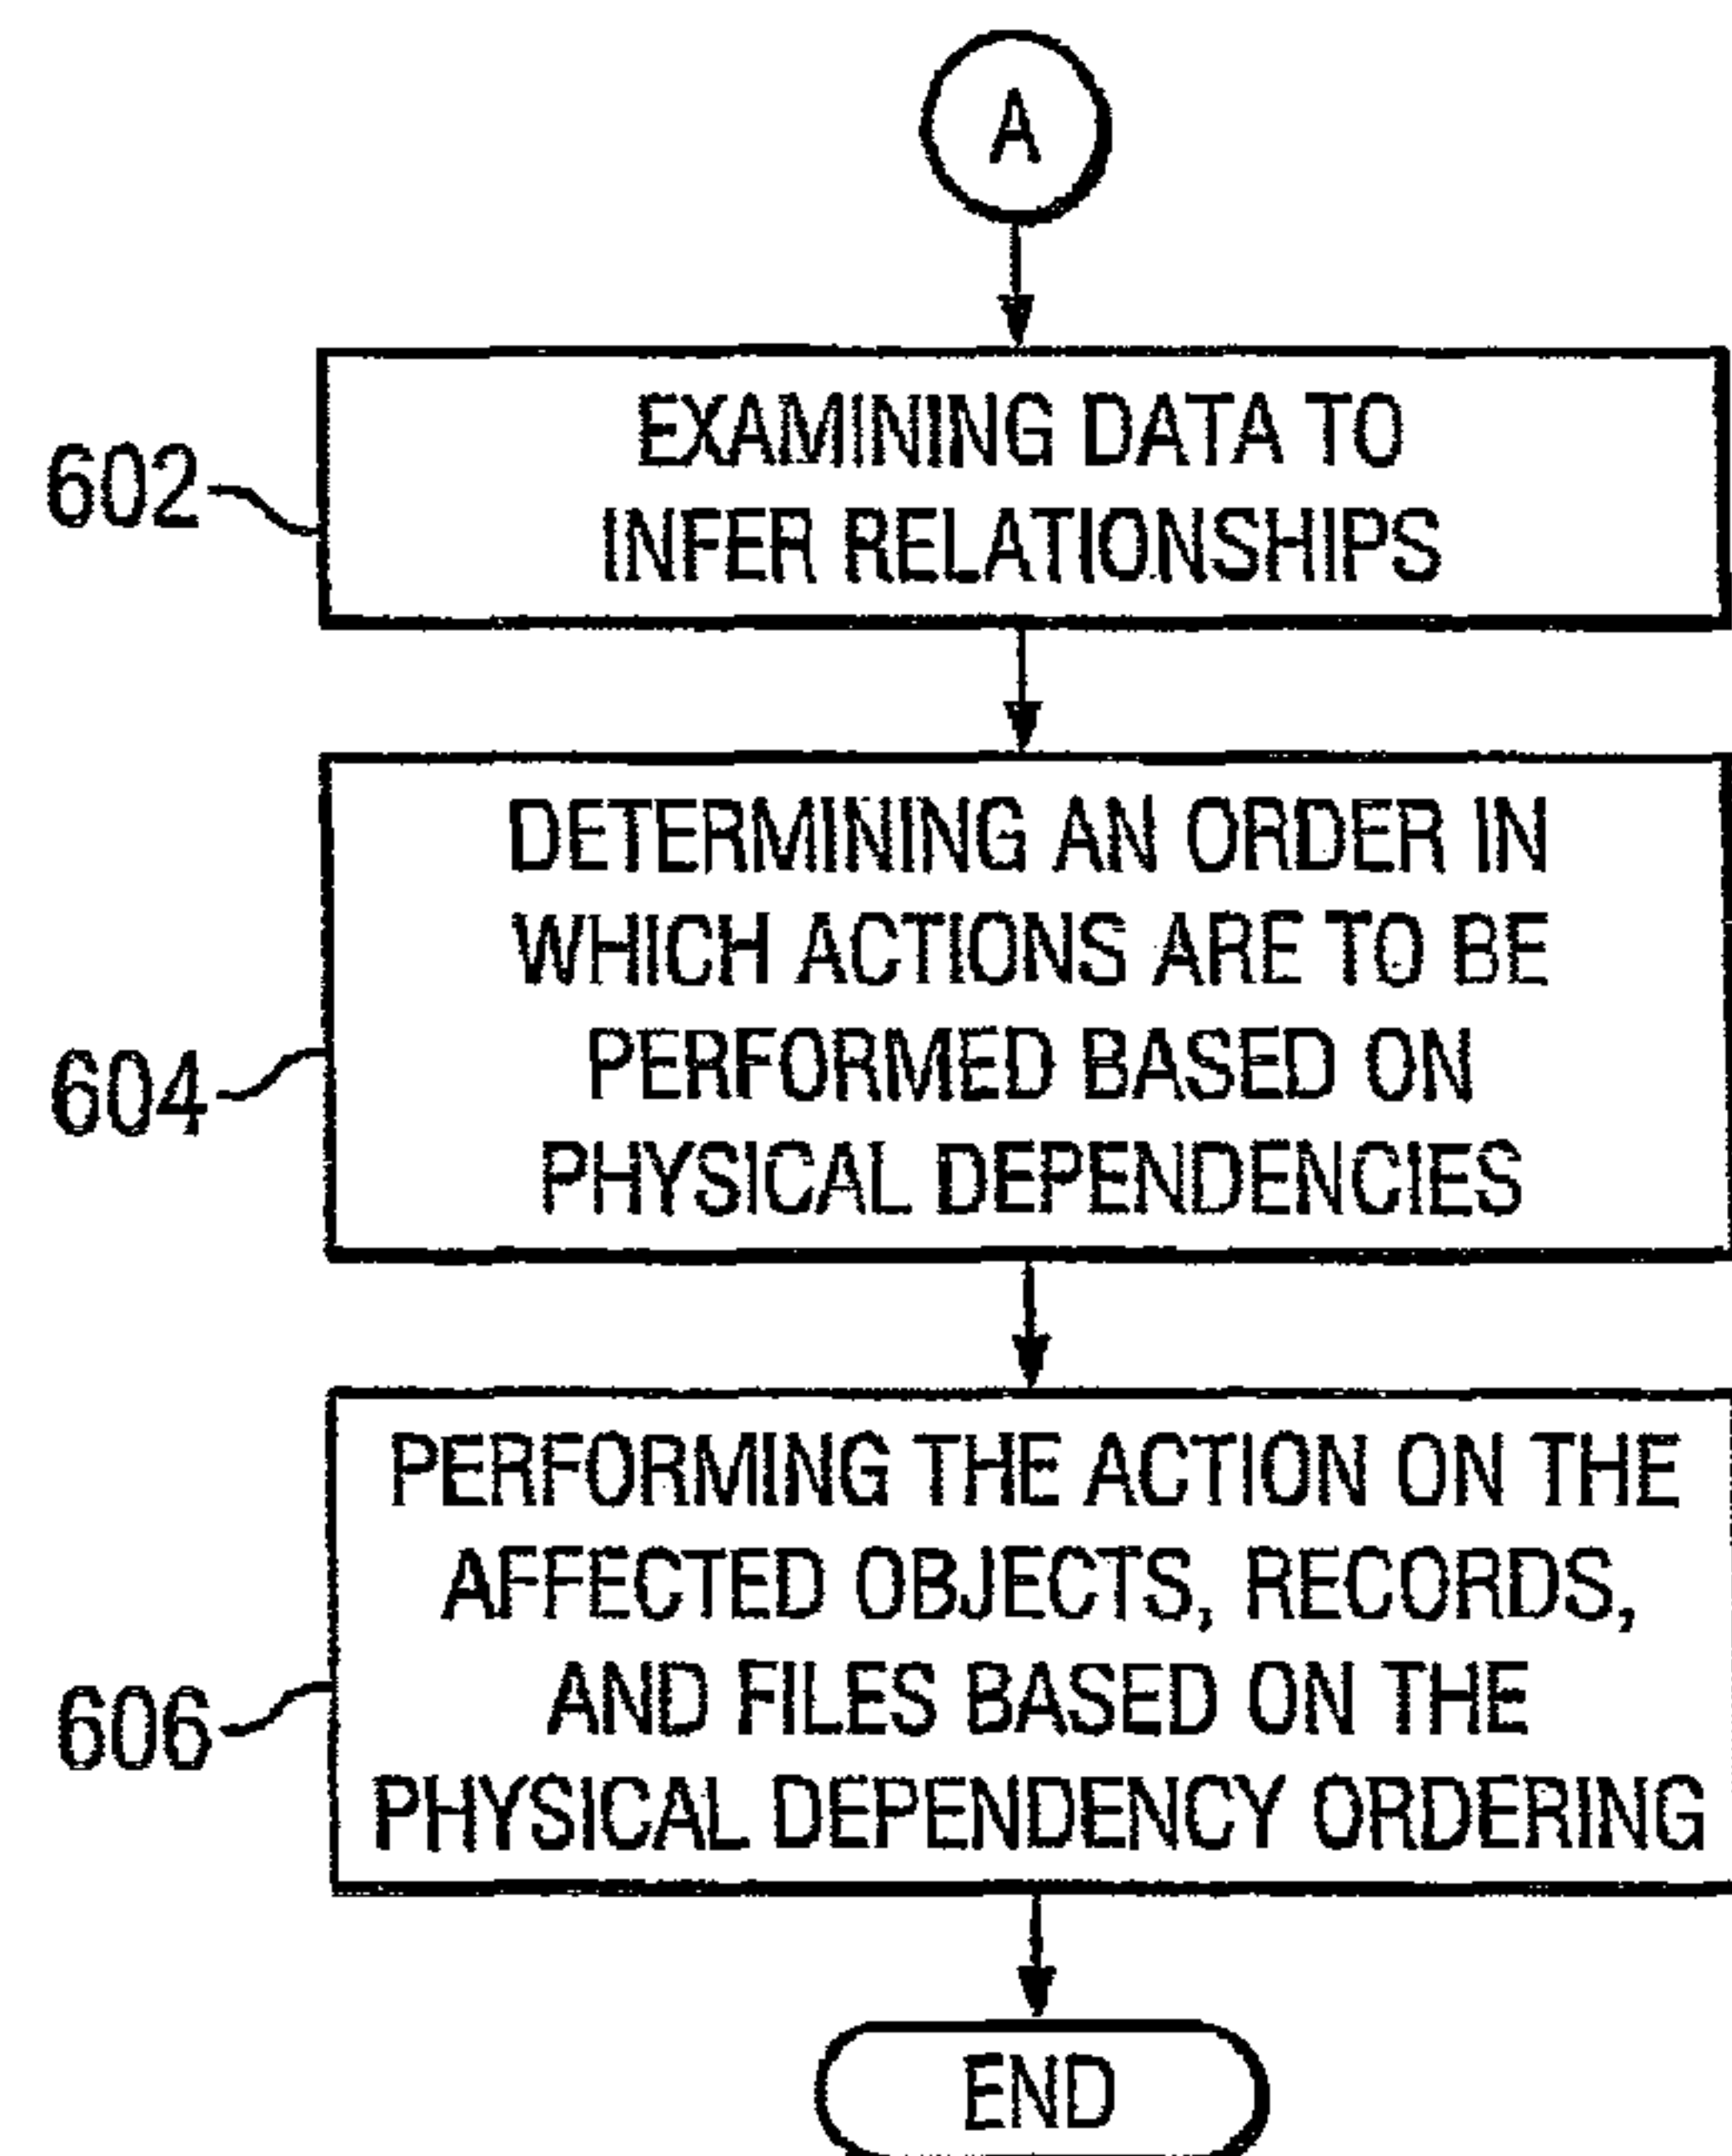 A
602
EXAMINING DATA TO
INFER RELATIONSHIPS
604
DETERMINING AN ORDER IN
WHICH ACTIONS ARE TO BE
PERFORMED BASED ON
PHYSICAL DEPENDENCIES
606
PERFORMING THE ACTION ON THE
AFFECTED OBJECTS, RECORDS,
AND FILES BASED ON THE
PHYSICAL DEPENDENCY ORDERING
END